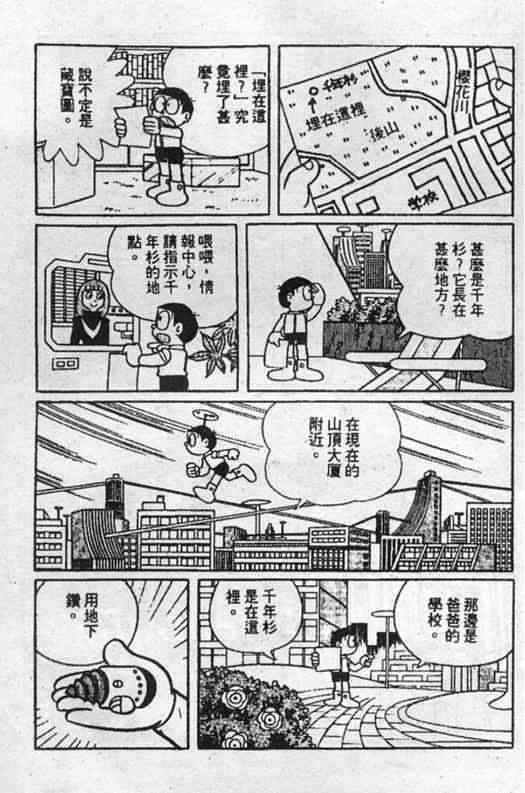 櫻花川
千年杉
埋在這裡
後山
學校
「埋在這
裡？」究
竟埋了甚
麼？
說不定是
藏寶圖。
甚麼是千年
杉？它長在
甚麼地方？
喂喂，情
報中心，
請指示千
年杉的地
點。
在現在的
山頂大廈
附近。
那邊是
爸爸的
學校。
千年杉
是在這
裡。
用地下
鑽。